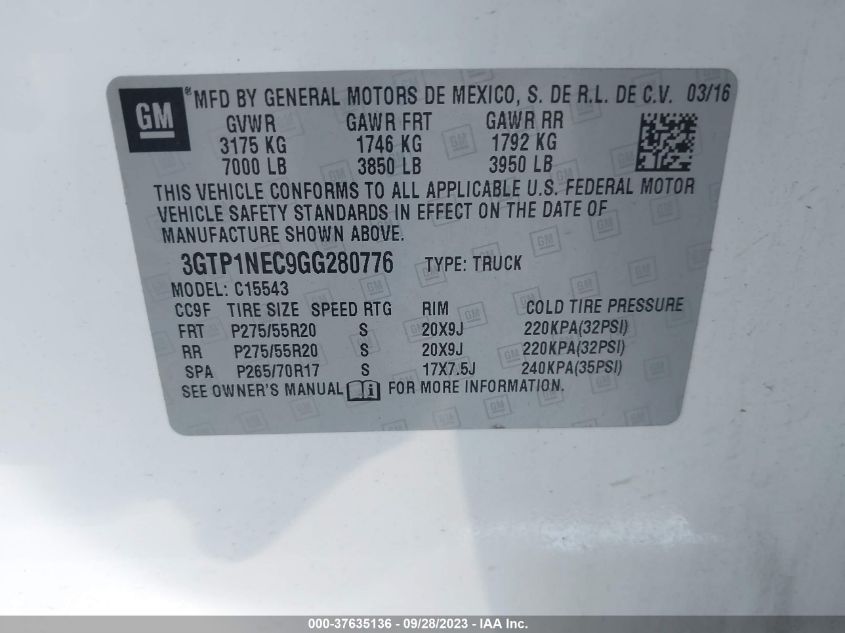 GM ® MFD BY GENERAL MOTORS DE MEXICO, S. DE R.L. DE C.V. 03/16
GVWR GAWR FRT GAWR RR
3175 KG 1746 KG 1792 KG
7000 LB 3850 LB 3950 LB
THIS VEHICLE CONFORMS TO ALL APPLICABLE U.S. FEDERAL MOTOR
VEHICLE SAFETY STANDARDS IN EFFECT ON THE DATE OF
MANUFACTURE SHOWN ABOVE.
3GTP1NEC9GG280776 TYPE: TRUCK
MODEL: C15543
CC9F TIRE SIZE SPEED RTG RIM COLD TIRE PRESSURE
FRT P275/55R20 S 20X9J 220KPA(32PSI)
RR P275/55R20 S 20X9J 220KPA(32PSI)
SPA P265/70R17 S 17X7.5J 240KPA(35PSI)
SEE OWNER'S MANUAL i FOR MORE INFORMATION.
000-37635136 - 09/28/2023 - IAA Inc.